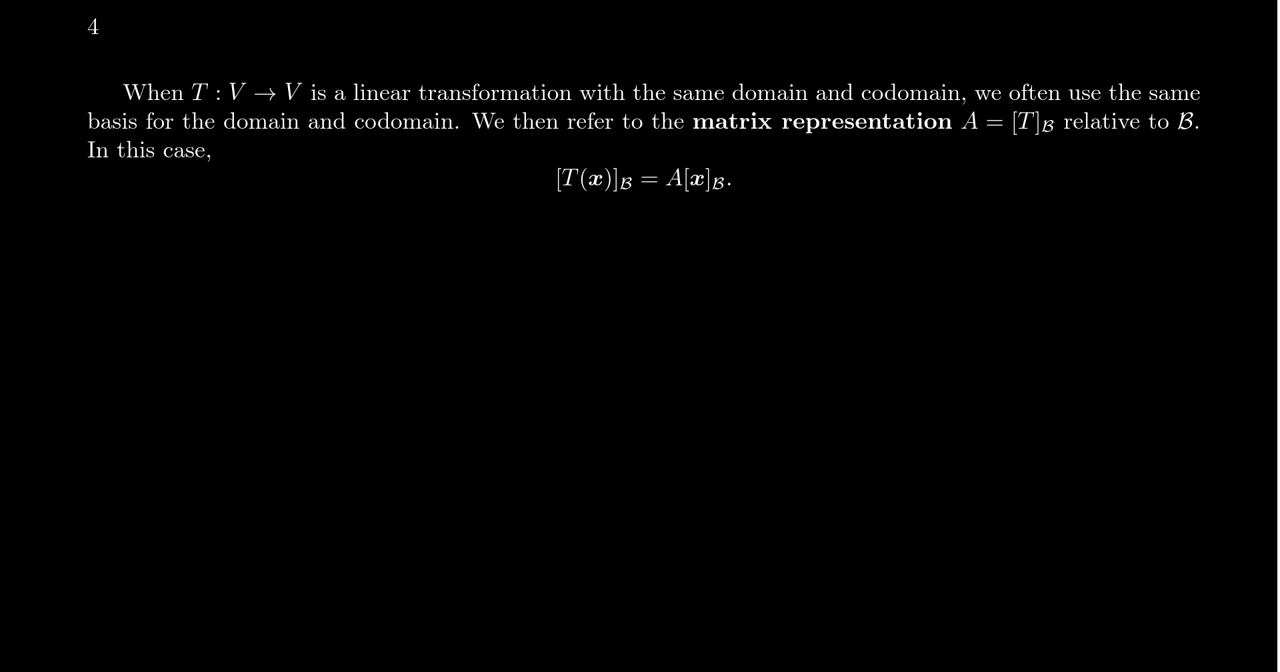 4
When T : V → V is a linear transformation with the same domain and codomain, we often use the same
basis for the domain and codomain. We then refer to the matrix representation A = [T]_ℬ relative to ℬ.
In this case,
[T(x)]_ℬ = A[x]_ℬ.